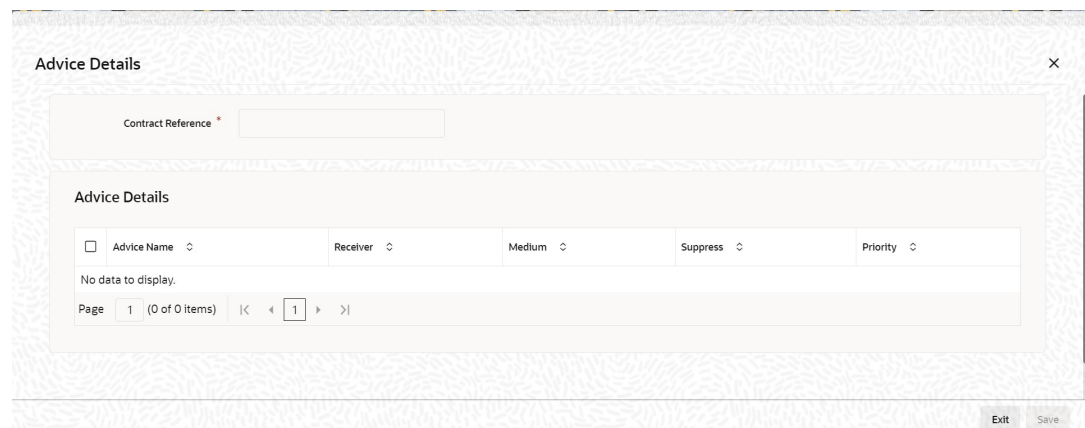 Advice Details
Contract Reference *
Advice Details
Advice Name Receiver Medium Suppress Priority
No data to display.
Page 1 (0 of 0 items) 1
Exit Save